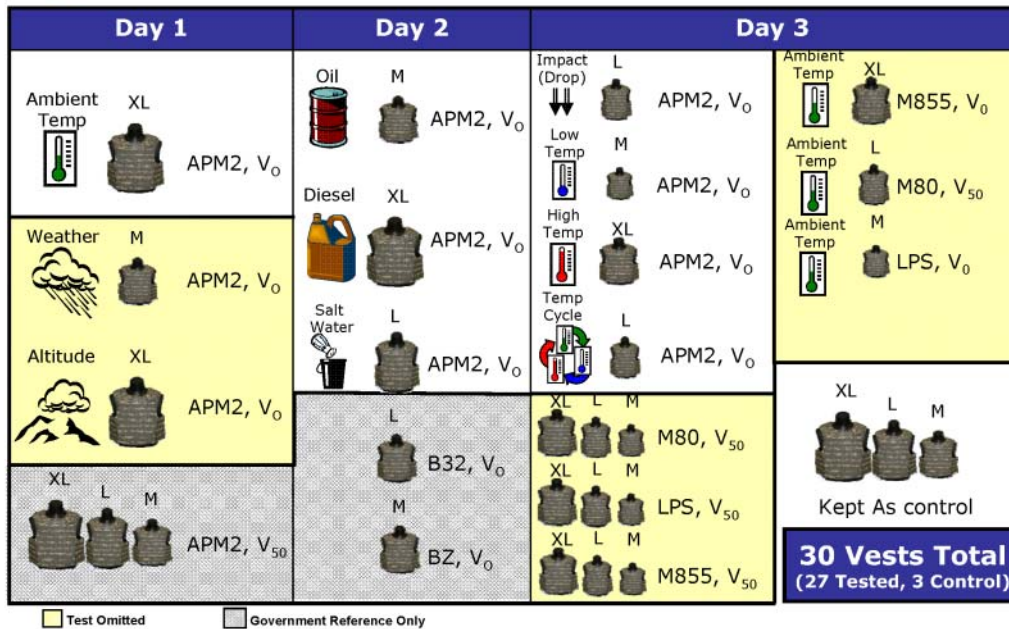 Day 1
Day 2
Day 3
Ambient
Temp
XL
APM2, V₀
Weather
M
APM2, V₀
Altitude
XL
APM2, V₀
XL
L
M
APM2, V₅₀
Oil
M
APM2, V₀
Diesel
XL
APM2, V₀
Salt
Water
L
APM2, V₀
L
B32, V₀
M
BZ, V₀
Impact
(Drop)
L
APM2, V₀
Low
Temp
M
APM2, V₀
High
Temp
XL
APM2, V₀
Temp
Cycle
L
APM2, V₀
XL L M
M80, V₅₀
XL L M
LPS, V₅₀
XL L M
M855, V₅₀
Ambient
Temp
XL
M855, V₀
Ambient
Temp
L
M80, V₅₀
Ambient
Temp
M
LPS, V₀
XL
L
M
Kept As control
30 Vests Total
(27 Tested, 3 Control)
Test Omitted
Government Reference Only